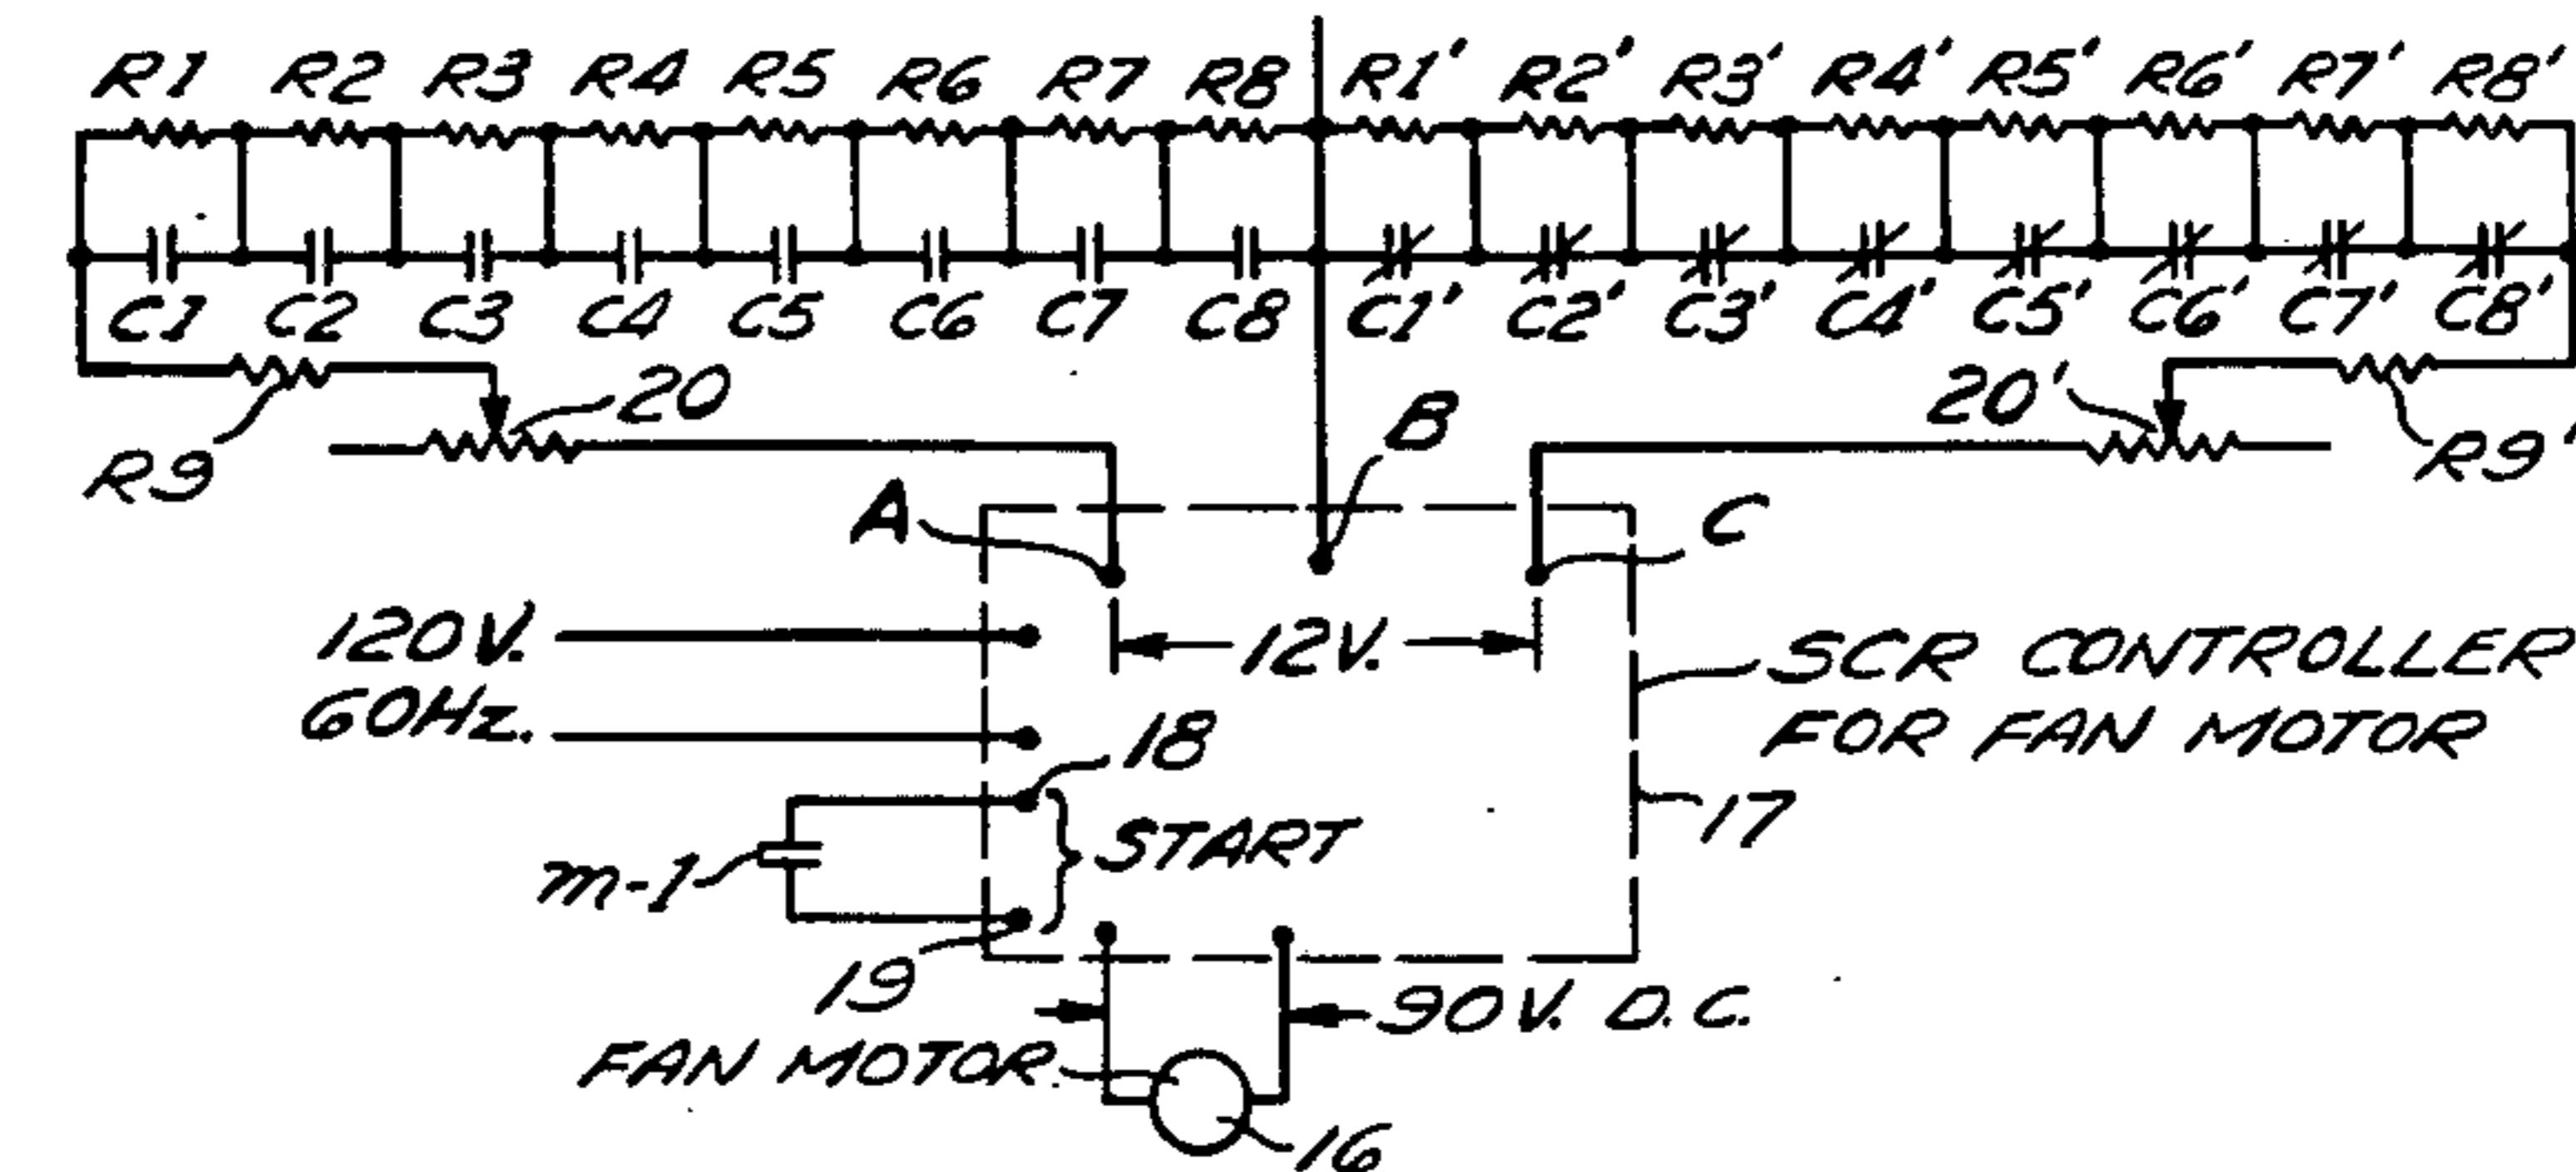 R1 R2 R3 R4 R5 R6 R7 R8 R1' R2' R3' R4' R5' R6' R7' R8'
C1 C2 C3 C4 C5 C6 C7 C8 C1' C2' C3' C4' C5' C6' C7' C8'
20 20'
R9 B R9'
A C
120V. 12V. SCR CONTROLLER
60Hz. 18 FOR FAN MOTOR
m-1 START 17
19 90V. D.C.
FAN MOTOR
16